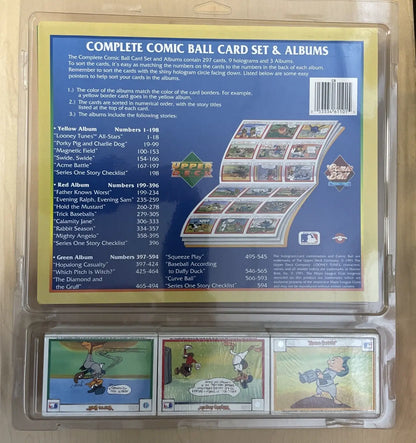 COMPLETE COMIC BALL CARD SET & ALBUMS
The Complete Comic Ball Card Set and Albums contain 297 cards, 9 holograms and 3 Albums.
To sort the cards, it's easy as matching the numbers on the cards to the numbers in the back of each album.
Remember to sort the cards with the shiny hologram circle facing down. Listed below are some easy
pointers to help sort your cards in the albums.
1.) The color of the albums match the color of the card borders. For example,
a yellow border card goes in the yellow album.
2.) The cards are sorted in numerical order, with the story titles
listed at the top of each card.
3.) The albums include the following stories:
• Yellow Album Numbers 1-198
"Looney Tunes™ All-Stars" 1-18
"Porky Pig and Charlie Dog" 19-99
"Magnetic Field" 100-153
"Swide, Swide" 154-166
"Acme Battle" 167-197
"Series One Story Checklist" 198
• Red Album Numbers 199-396
"Father Knows Worst" 199-234
"Evening Ralph, Evening Sam" 235-259
"Hold the Mustard" 260-278
"Trick Baseballs" 279-305
"Calamity Jane" 306-333
"Rabbit Season" 334-357
"Mighty Angelo" 358-395
"Series One Story Checklist" 396
• Green Album Numbers 397-594
"Hopalong Casualty" 397-424
"Which Pitch Is Witch?" 425-464
"The Diamond and
the Gruff" 465-494
"Squeeze Play" 495-545
"Baseball According
to Daffy Duck" 546-565
"Curve Ball" 566-593
"Series One Story Checklist 594
UPPER DECK
Comic Ball